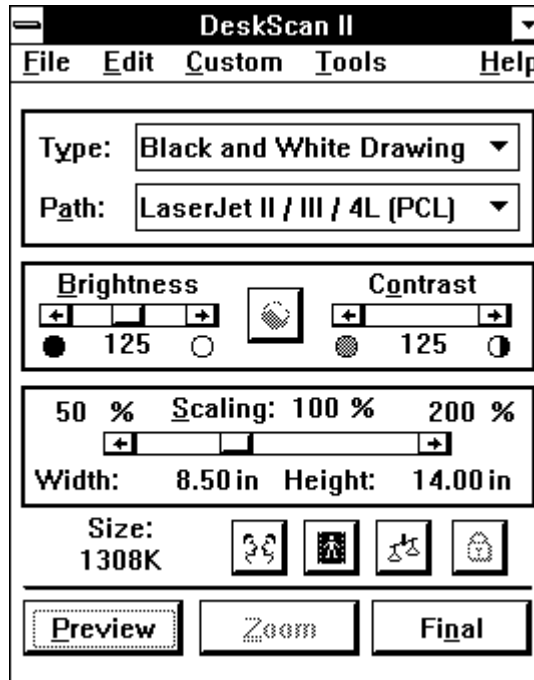 DeskScan II
File Edit Custom Tools Help
Type: Black and White Drawing
Path: LaserJet II / III / 4L (PCL)
Brightness Contrast
125 125
50 % Scaling: 100 % 200 %
Width: 8.50 in Height: 14.00 in
Size:
1308K
Preview Zoom Final